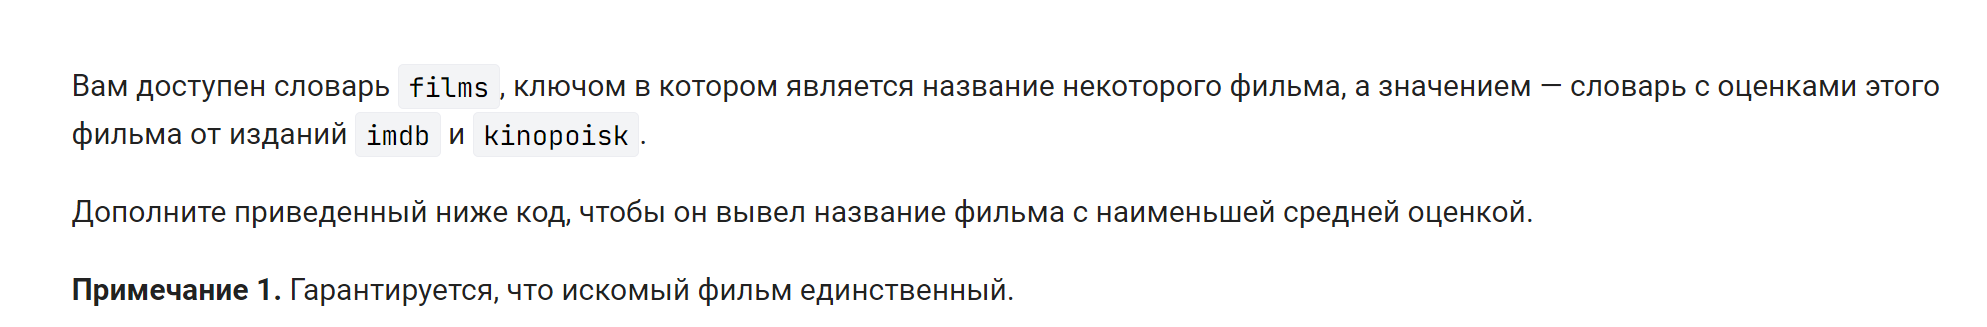 Вам доступен словарь films, ключом в котором является название некоторого фильма, а значением — словарь с оценками этого
фильма от изданий imdb и kinopoisk.
Дополните приведенный ниже код, чтобы он вывел название фильма с наименьшей средней оценкой.
Примечание 1. Гарантируется, что искомый фильм единственный.